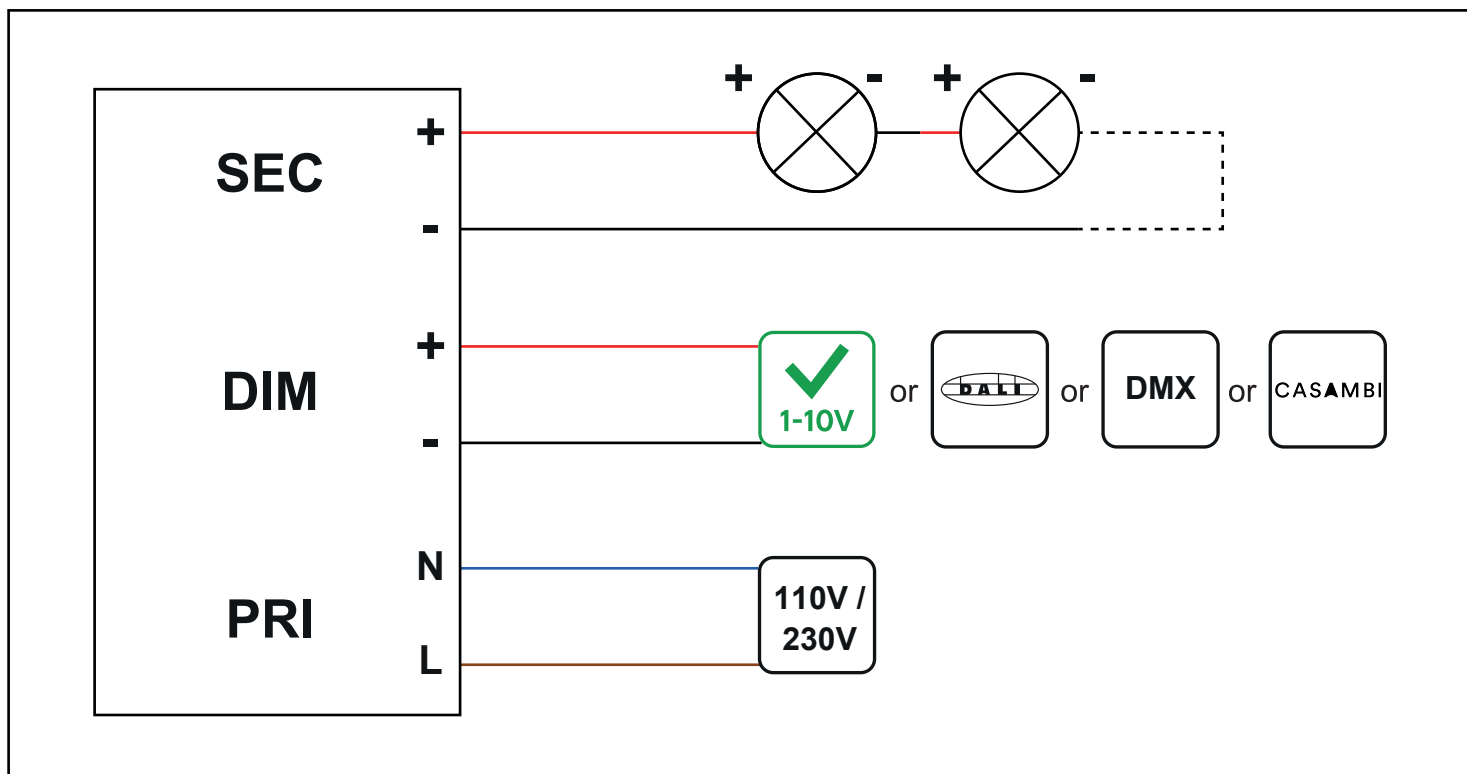 + - + -
+
SEC
-
+
DIM
-
1-10V or DALI or DMX or CASAMBI
N
PRI
L
110V /
230V